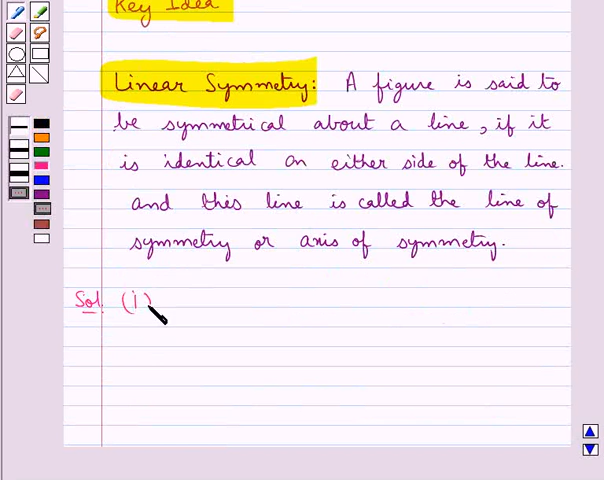 Key Idea
Linear Symmetry: A figure is said to
be symmetrical about a line, if it
is identical on either side of the line.
and this line is called the line of
symmetry or axis of symmetry.
Sol. (i)